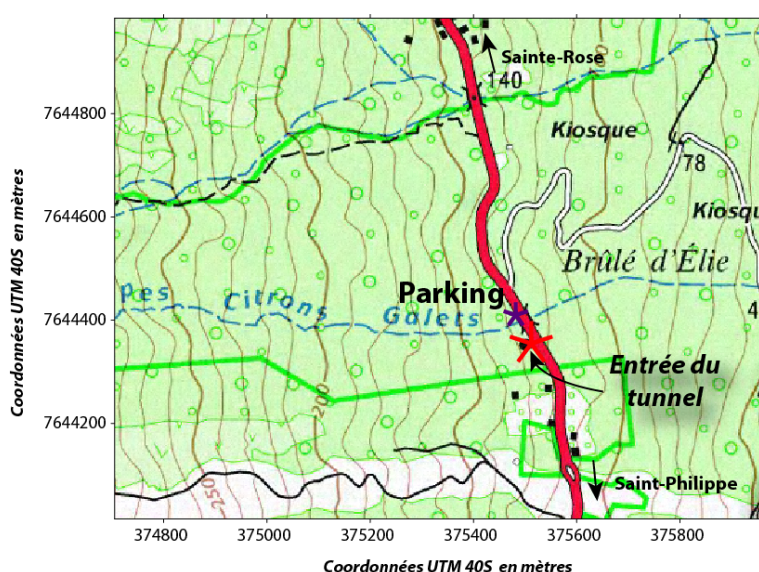 Sainte-Rose
140
7644800
Kiosque
78
7644600
Kiosqu
Brûlé d'Élie
pes Citrons Galets
Parking
4
7644400
Entrée du
tunnel
200
7644200
Saint-Philippe
250
374800
375000
375200
375400
375600
375800
Coordonnées UTM 40S en mètres
Coordonnées UTM 40S en mètres